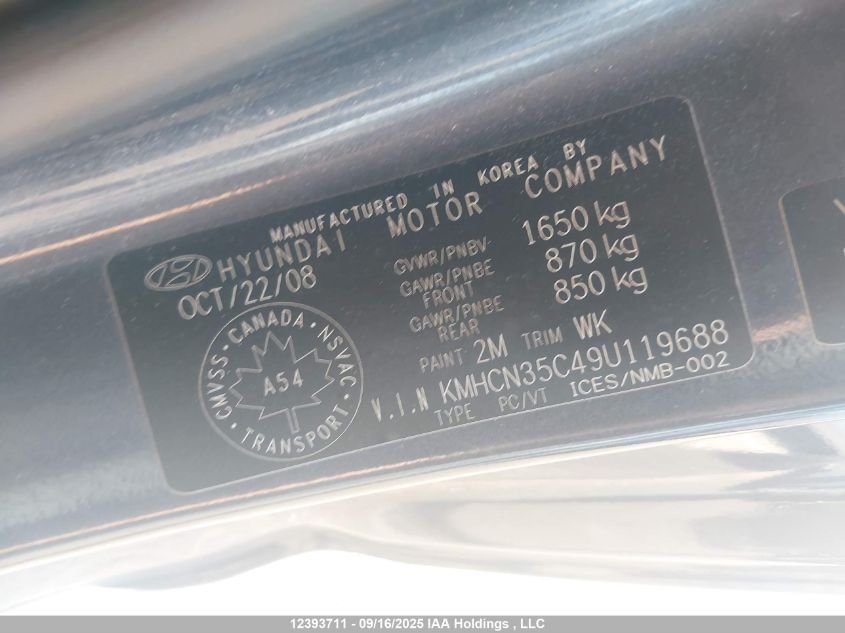 MANUFACTURED IN KOREA BY
HYUNDAI MOTOR COMPANY
OCT/22/08
GVWR/PNBV 1650 kg
GAWR/PNBE FRONT 870 kg
GAWR/PNBE REAR 850 kg
PAINT 2M TRIM WK
V.I.N KMHCN35C49U119688
TYPE PC/VT ICES/NMB-002
CMVSS · CANADA · NSVAC · TRANSPORT ·
A54
12393711 - 09/16/2025 IAA Holdings , LLC